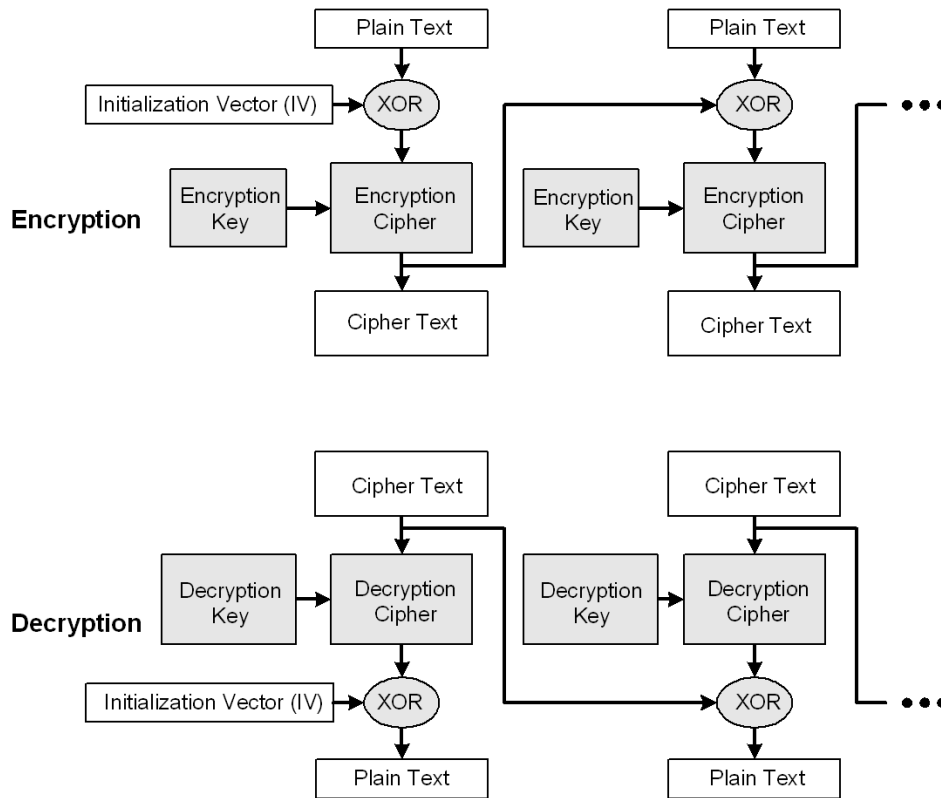 Plain Text
Plain Text
Initialization Vector (IV)
XOR
XOR
Encryption
Encryption
Key
Encryption
Cipher
Encryption
Key
Encryption
Cipher
Cipher Text
Cipher Text
Cipher Text
Cipher Text
Decryption
Decryption
Key
Decryption
Cipher
Decryption
Key
Decryption
Cipher
Initialization Vector (IV)
XOR
XOR
Plain Text
Plain Text